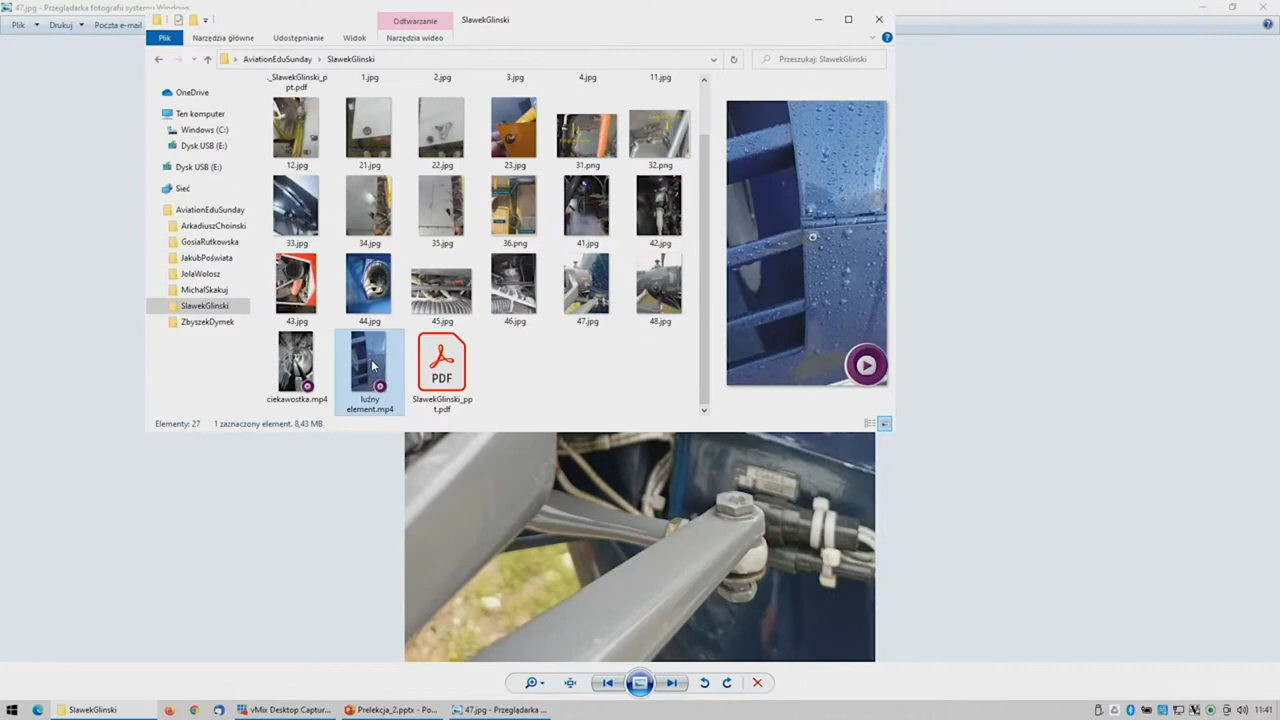 47.jpg - Przeglądarka fotografii systemu Windows
Plik
Drukuj
Poczta e-mail
Odtwarzanie
SlawekGlinski
Plik
Narzędzia główne
Udostępnianie
Widok
Narzędzia wideo
AviationEduSunday
SlawekGlinski
Przeszukaj: SlawekGlinski
OneDrive
Ten komputer
Windows (C:)
Dysk USB (E:)
Dysk USB (E:)
Sieć
AviationEduSunday
ArkadiuszChoinski
GosiaRutkowska
JakubPoświata
JolaWolosz
MichalSkakuj
SlawekGlinski
ZbyszekDymek
._SlawekGlinski_p
pt.pdf
1.jpg
2.jpg
3.jpg
4.jpg
11.jpg
12.jpg
21.jpg
22.jpg
23.jpg
31.png
32.png
33.jpg
34.jpg
35.jpg
36.png
41.jpg
42.jpg
43.jpg
44.jpg
45.jpg
46.jpg
47.jpg
48.jpg
ciekawostka.mp4
luźny
element.mp4
PDF
SlawekGlinski_pp
t.pdf
Elementy: 27
1 zaznaczony element. 8,43 MB
SlawekGlinski
vMix Desktop Captur...
Prelekcja_2.pptx - Po...
47.jpg - Przeglądarka ...
11:41